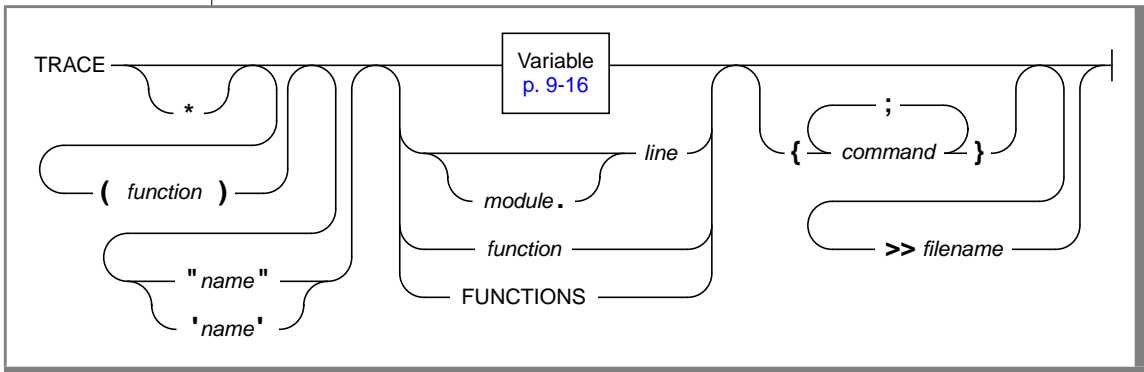 TRACE
*
( function )
"name"
'name'
Variable
p. 9-16
module.
line
function
FUNCTIONS
;
{ command }
>> filename